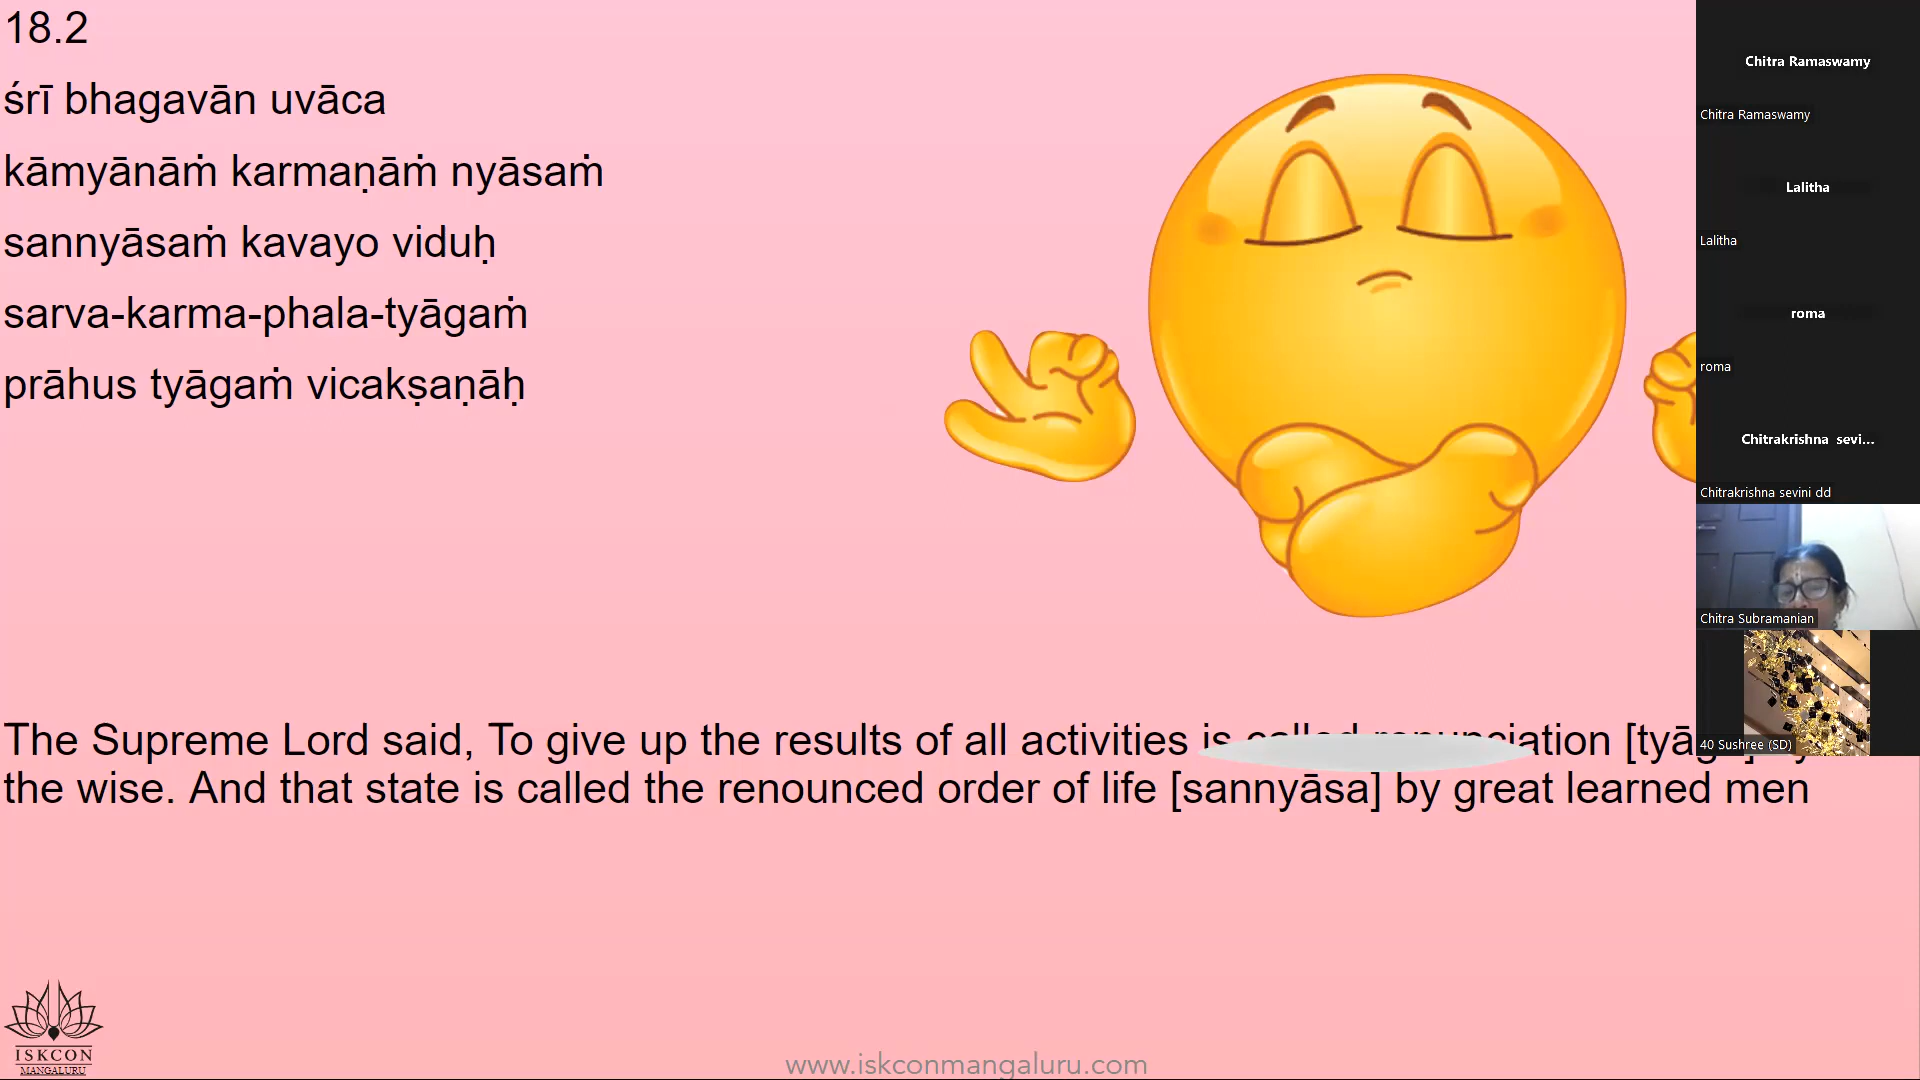 18.2
śrī bhagavān uvāca
kāmyānāṁ karmaṇāṁ nyāsaṁ
sannyāsaṁ kavayo viduḥ
sarva-karma-phala-tyāgaṁ
prāhus tyāgaṁ vicakṣaṇāḥ
The Supreme Lord said, To give up the results of all activities is called renunciation
the wise. And that state is called the renounced order of life [sannyāsa] by great learned men
ISKCON
MANGALURU
www.iskconmangaluru.com
Chitra Ramaswamy
Chitra Ramaswamy
Lalitha
Lalitha
roma
roma
Chitrakrishna sevi...
Chitrakrishna sevini dd
Chitra Subramanian
40 Sushree (SD)